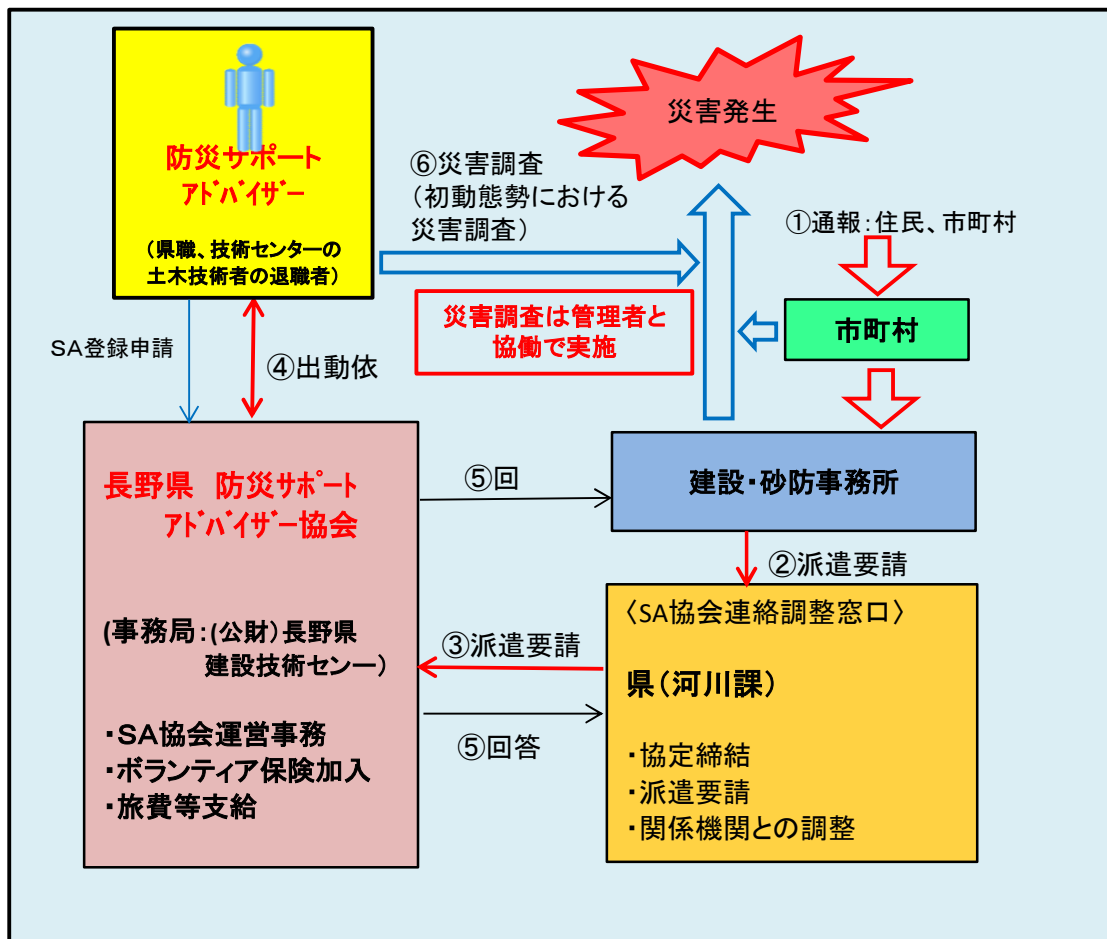 災害発生
防災サポート
アドバイザー
（県職、技術センターの
土木技術者の退職者）
⑥災害調査
（初動態勢における
災害調査）
①通報：住民、市町村
災害調査は管理者と
協働で実施
市町村
SA登録申請
④出動依
長野県　防災サポート
アドバイザー協会
(事務局：(公財)長野県
建設技術センー）
・SA協会運営事務
・ボランティア保険加入
・旅費等支給
⑤回
建設・砂防事務所
②派遣要請
③派遣要請
⑤回答
〈SA協会連絡調整窓口〉
県（河川課）
・協定締結
・派遣要請
・関係機関との調整